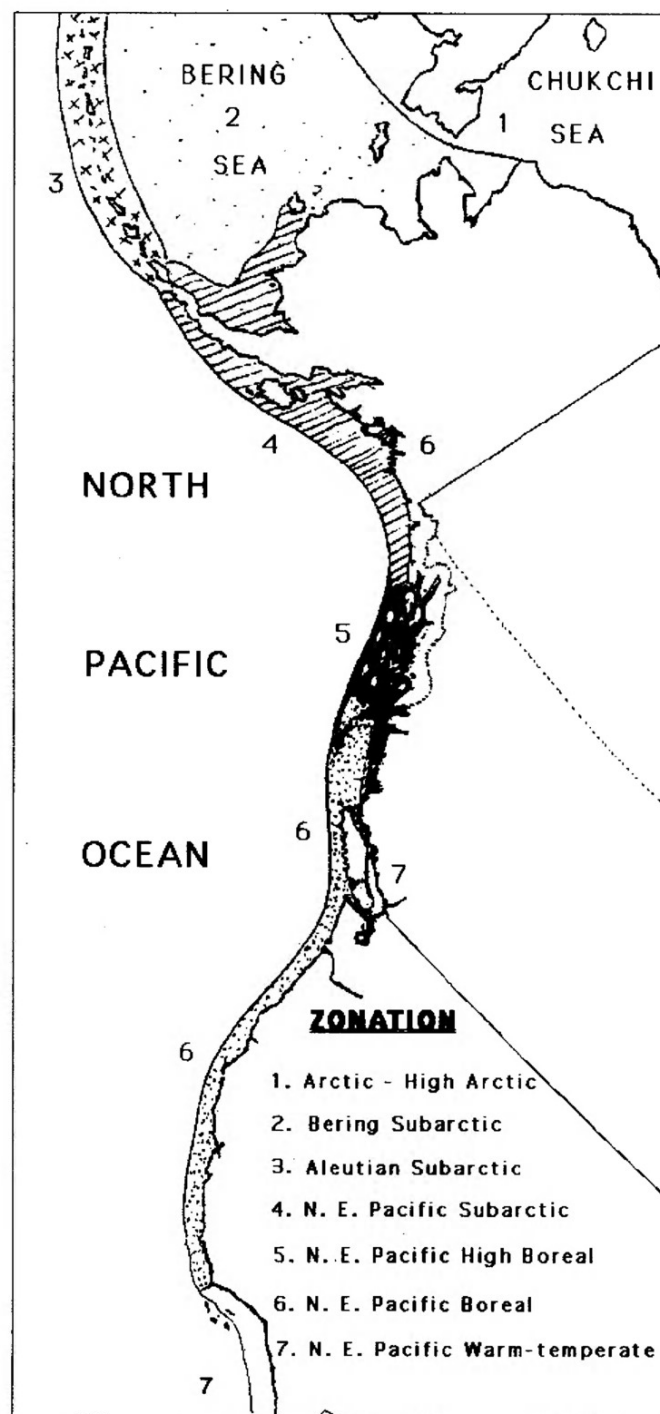 BERING
CHUKCHI
2
1
SEA
SEA
3
4
6
NORTH
5
PACIFIC
6
OCEAN
7
ZONATION
6
1. Arctic - High Arctic
2. Bering Subarctic
3. Aleutian Subarctic
4. N. E. Pacific Subarctic
5. N. E. Pacific High Boreal
6. N. E. Pacific Boreal
7. N. E. Pacific Warm-temperate
7